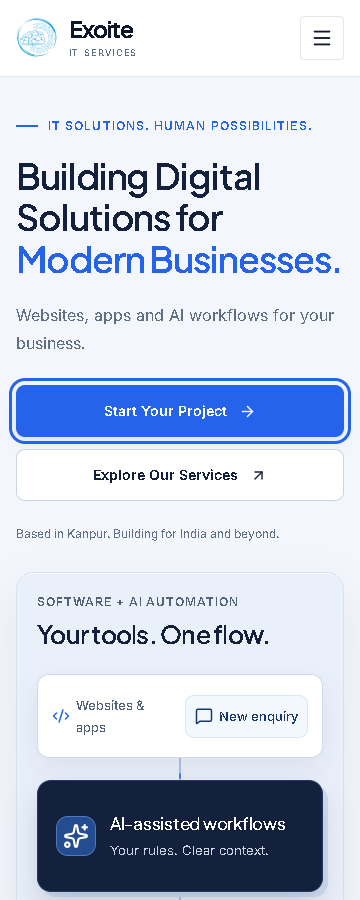 Exoite
IT SERVICES
IT SOLUTIONS. HUMAN POSSIBILITIES.
Building Digital
Solutions for
Modern Businesses.
Websites, apps and AI workflows for your
business.
Start Your Project
Explore Our Services
Based in Kanpur. Building for India and beyond.
SOFTWARE + AI AUTOMATION
Your tools. One flow.
Websites &
apps
New enquiry
AI-assisted workflows
Your rules. Clear context.